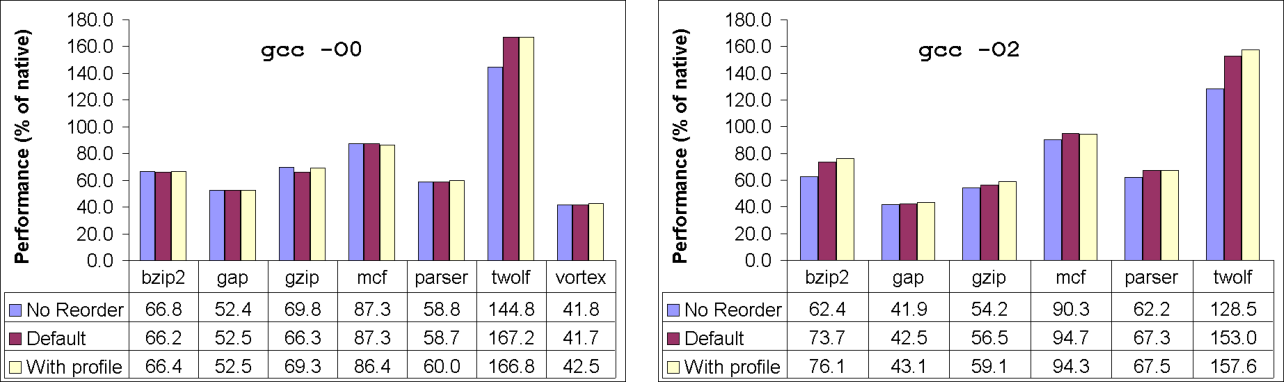 Performance (% of native)
180.0
160.0
140.0
120.0
100.0
80.0
60.0
40.0
20.0
0.0
gcc -O0
bzip2 gap gzip mcf parser twolf vortex
No Reorder 66.8 52.4 69.8 87.3 58.8 144.8 41.8
Default 66.2 52.5 66.3 87.3 58.7 167.2 41.7
With profile 66.4 52.5 69.3 86.4 60.0 166.8 42.5
Performance (% of native)
180.0
160.0
140.0
120.0
100.0
80.0
60.0
40.0
20.0
0.0
gcc -O2
bzip2 gap gzip mcf parser twolf
No Reorder 62.4 41.9 54.2 90.3 62.2 128.5
Default 73.7 42.5 56.5 94.7 67.3 153.0
With profile 76.1 43.1 59.1 94.3 67.5 157.6